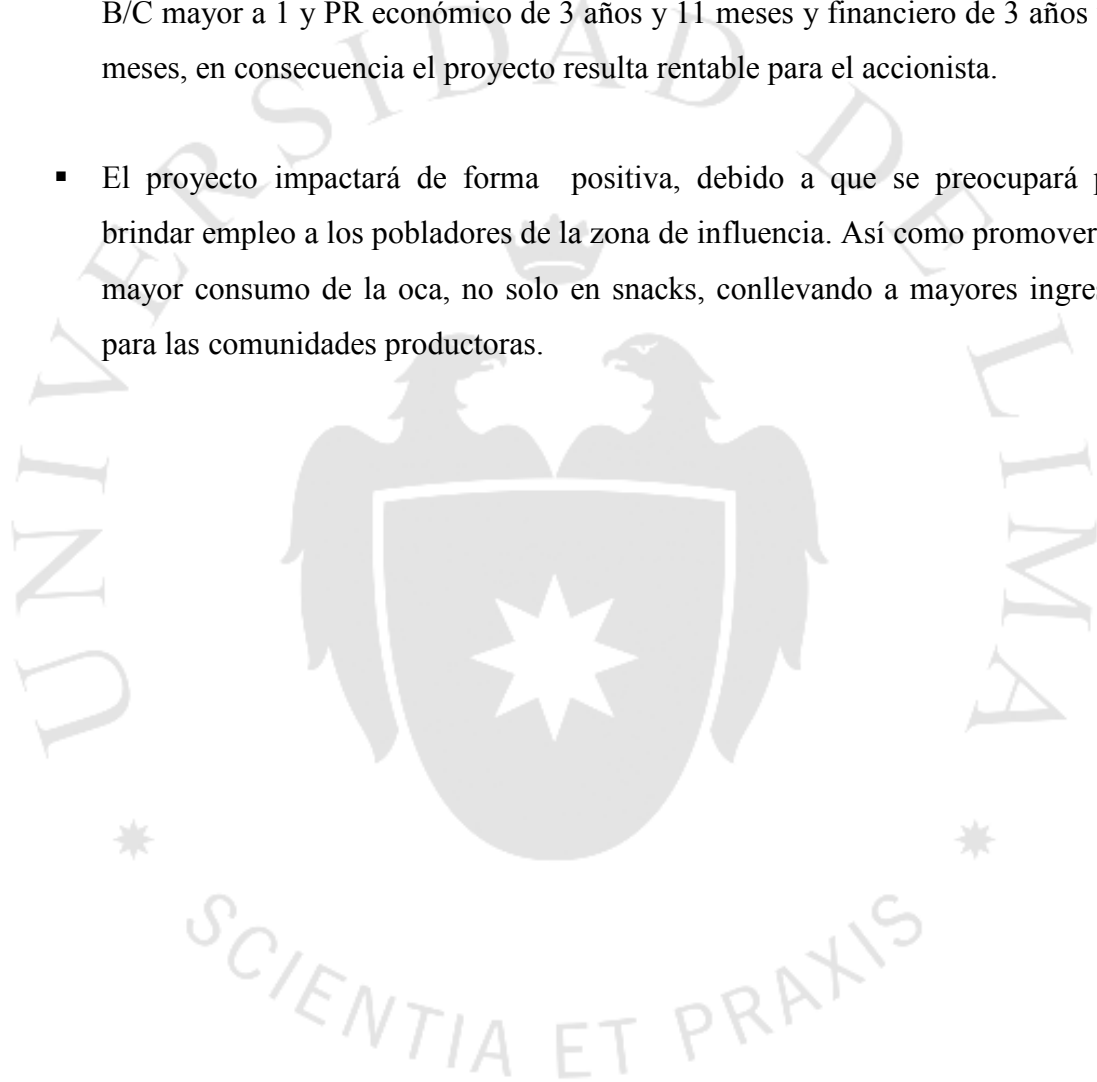 B/C mayor a 1 y PR económico de 3 años y 11 meses y financiero de 3 años
meses, en consecuencia el proyecto resulta rentable para el accionista.
▪ El proyecto impactará de forma positiva, debido a que se preocupará
brindar empleo a los pobladores de la zona de influencia. Así como promover
mayor consumo de la oca, no solo en snacks, conllevando a mayores
para las comunidades productoras.
UNIVERSIDAD DE LIMA
SCIENTIA ET PRAXIS